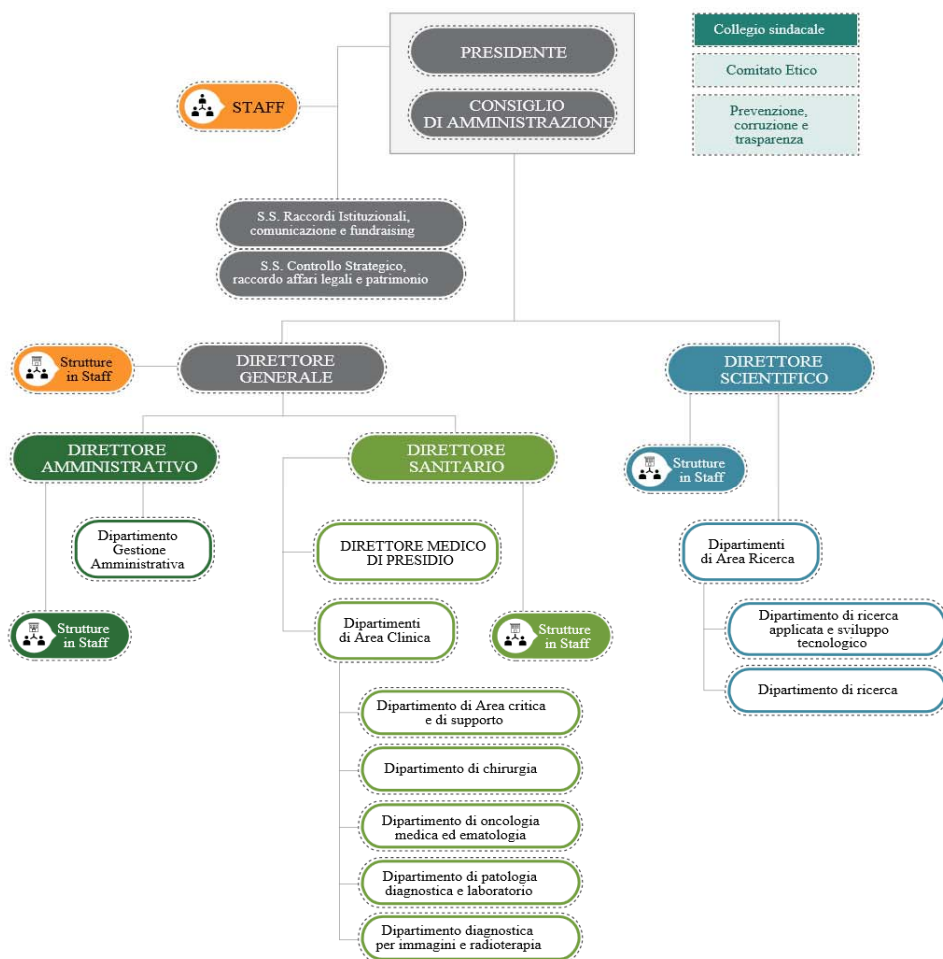 PRESIDENTE
CONSIGLIO
DI AMMINISTRAZIONE
STAFF
Collegio sindacale
Comitato Etico
Prevenzione,
corruzione e
trasparenza
S.S. Raccordi Istituzionali,
comunicazione e fundraising
S.S. Controllo Strategico,
raccordo affari legali e patrimonio
Strutture
in Staff
DIRETTORE
GENERALE
DIRETTORE
SCIENTIFICO
DIRETTORE
AMMINISTRATIVO
DIRETTORE
SANITARIO
Strutture
in Staff
Dipartimento
Gestione
Amministrativa
DIRETTORE MEDICO
DI PRESIDIO
Dipartimenti
di Area Ricerca
Strutture
in Staff
Dipartimenti
di Area Clinica
Strutture
in Staff
Dipartimento di ricerca
applicata e sviluppo
tecnologico
Dipartimento di ricerca
Dipartimento di Area critica
e di supporto
Dipartimento di chirurgia
Dipartimento di oncologia
medica ed ematologia
Dipartimento di patologia
diagnostica e laboratorio
Dipartimento diagnostica
per immagini e radioterapia